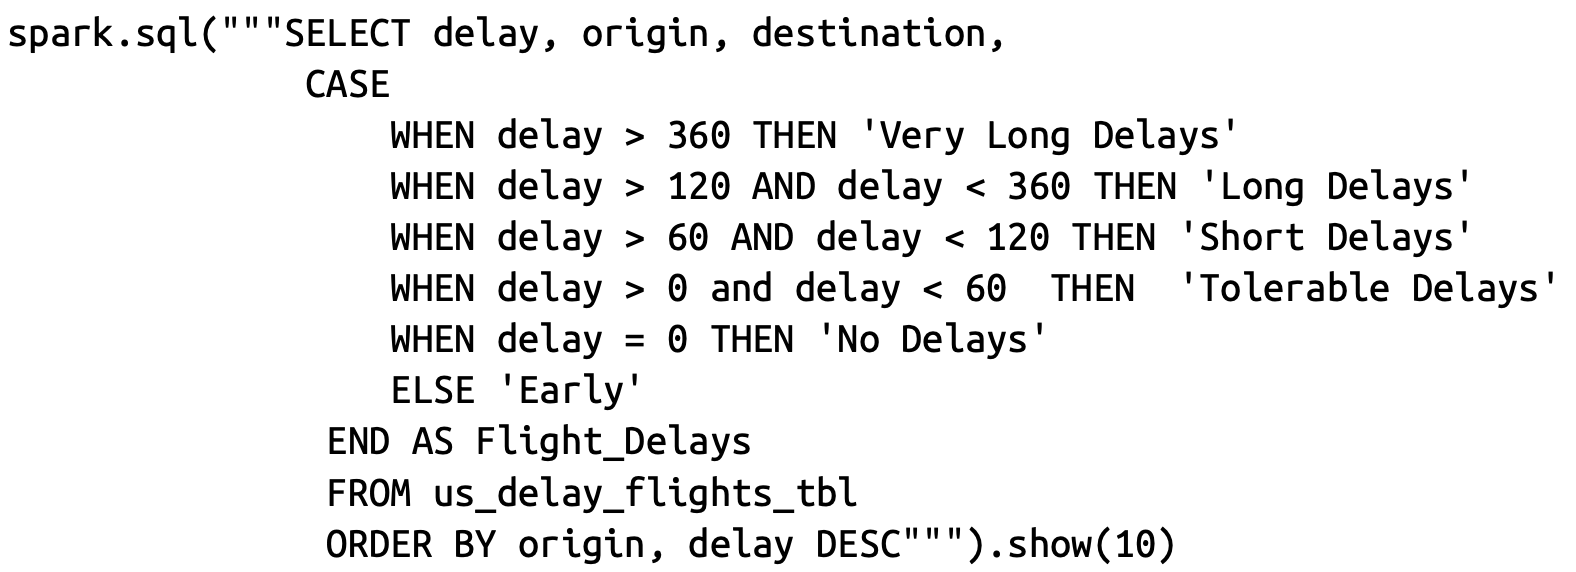 spark.sql("""SELECT delay, origin, destination,
CASE
WHEN delay > 360 THEN 'Very Long Delays'
WHEN delay > 120 AND delay < 360 THEN 'Long Delays'
WHEN delay > 60 AND delay < 120 THEN 'Short Delays'
WHEN delay > 0 and delay < 60  THEN  'Tolerable Delays'
WHEN delay = 0 THEN 'No Delays'
ELSE 'Early'
END AS Flight_Delays
FROM us_delay_flights_tbl
ORDER BY origin, delay DESC""").show(10)